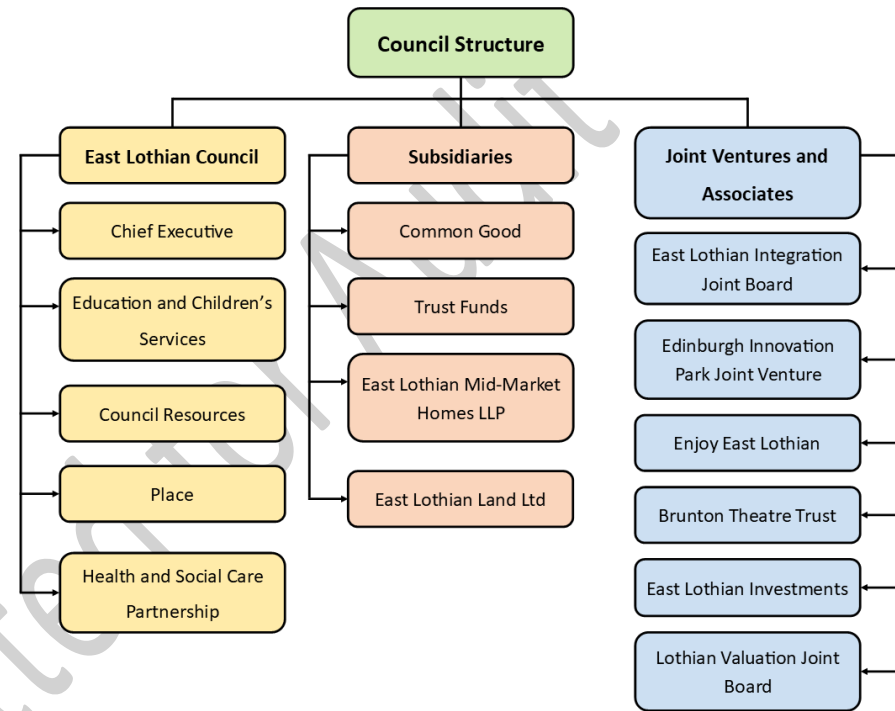 Council Structure
East Lothian Council
Chief Executive
Education and Children's
Services
Council Resources
Place
Health and Social Care
Partnership
Subsidiaries
Common Good
Trust Funds
East Lothian Mid-Market
Homes LLP
East Lothian Land Ltd
Joint Ventures and
Associates
East Lothian Integration
Joint Board
Edinburgh Innovation
Park Joint Venture
Enjoy East Lothian
Brunton Theatre Trust
East Lothian Investments
Lothian Valuation Joint
Board
for Audit